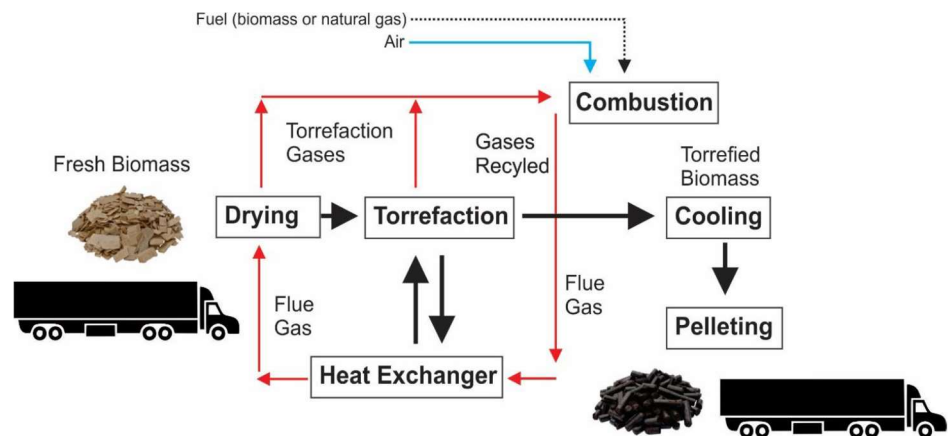 Fuel (biomass or natural gas)
Air
Combustion
Torrefaction
Gases
Gases
Recyled
Fresh Biomass
Torrefied
Biomass
Drying
Torrefaction
Cooling
Flue
Gas
Flue
Gas
Pelleting
Heat Exchanger